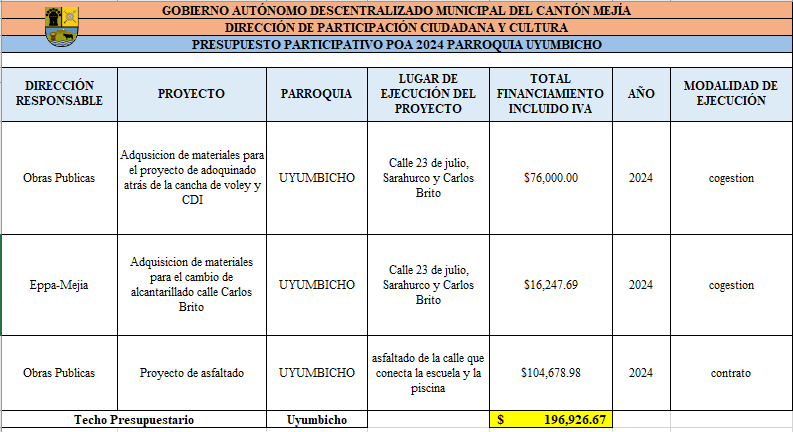 GOBIERNO AUTÓNOMO DESCENTRALIZADO MUNICIPAL DEL CANTÓN MEJÍA
DIRECCIÓN DE PARTICIPACIÓN CIUDADANA Y CULTURA
PRESUPUESTO PARTICIPATIVO POA 2024 PARROQUIA UYUMBICHO
DIRECCIÓN
RESPONSABLE
PROYECTO
PARROQUIA
LUGAR DE
EJECUCIÓN DEL
PROYECTO
TOTAL
FINANCIAMIENTO
INCLUIDO IVA
AÑO
MODALIDAD DE
EJECUCIÓN
Obras Publicas
Adqusicion de materiales para
el proyecto de adoquinado
atrás de la cancha de voley y
CDI
UYUMBICHO
Calle 23 de julio,
Sarahurco y Carlos
Brito
$76,000.00
2024
cogestion
Eppa-Mejia
Adquisicion de materiales
para el cambio de
alcantarillado calle Carlos
Brito
UYUMBICHO
Calle 23 de julio,
Sarahurco y Carlos
Brito
$16,247.69
2024
cogestion
Obras Publicas
Proyecto de asfaltado
UYUMBICHO
asfaltado de la calle que
conecta la escuela y la
piscina
$104,678.98
2024
contrato
Techo Presupuestario
Uyumbicho
$ 196,926.67